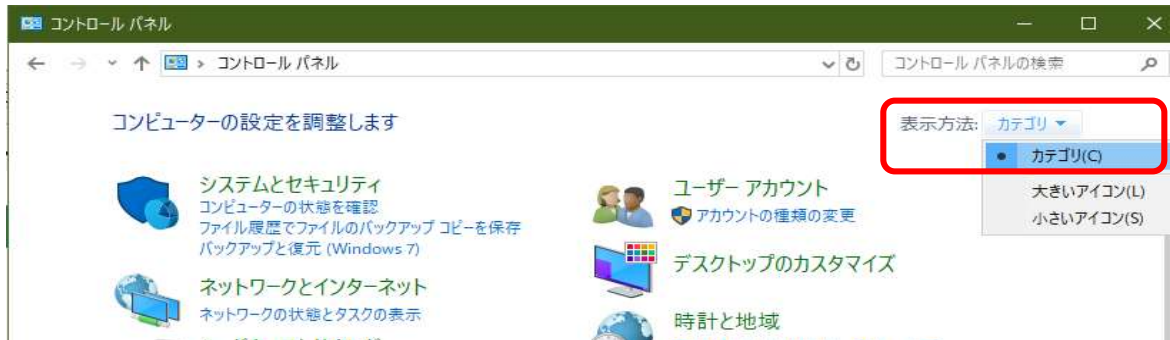 コントロール パネル
コントロール パネル
コントロール パネルの検索
コンピューターの設定を調整します
表示方法: カテゴリ
カテゴリ(C)
大きいアイコン(L)
小さいアイコン(S)
システムとセキュリティ
コンピューターの状態を確認
ファイル履歴でファイルのバックアップ コピーを保存
バックアップと復元 (Windows 7)
ネットワークとインターネット
ネットワークの状態とタスクの表示
ユーザー アカウント
アカウントの種類の変更
デスクトップのカスタマイズ
時計と地域